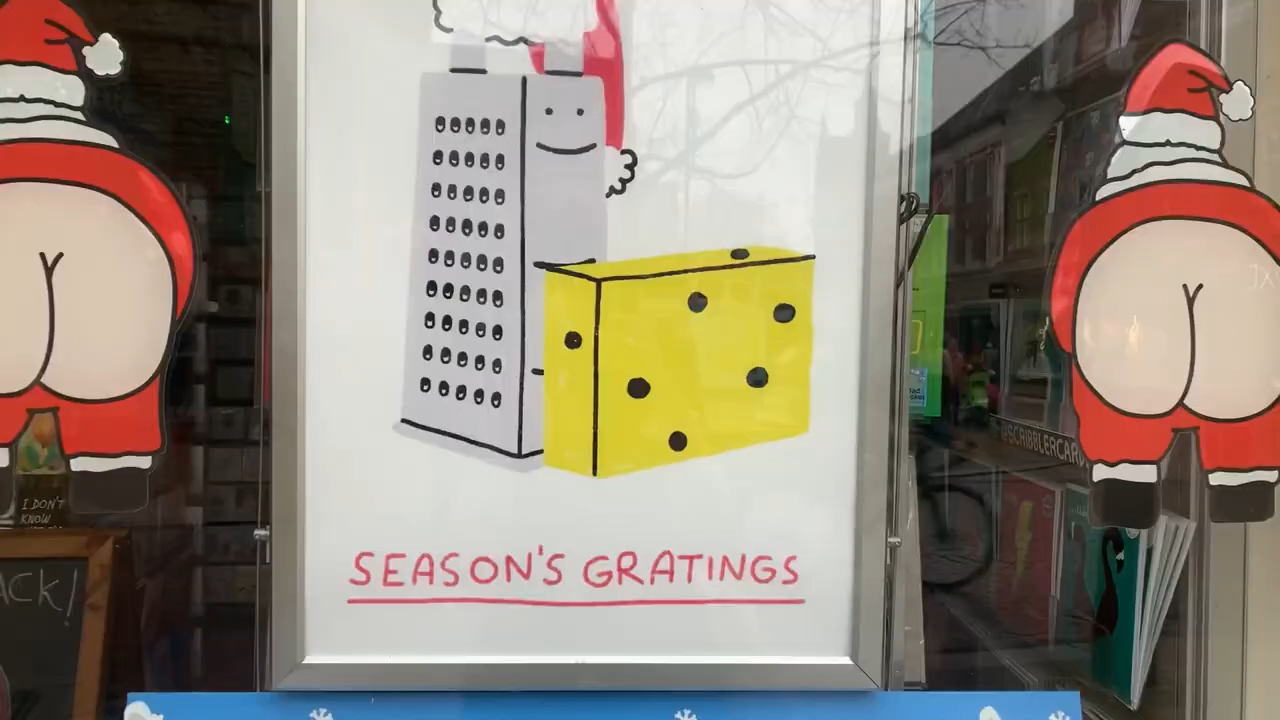 SEASON'S GRATINGS
@SCRIBBLERCARD
I DON'T
KNOW
ACK!